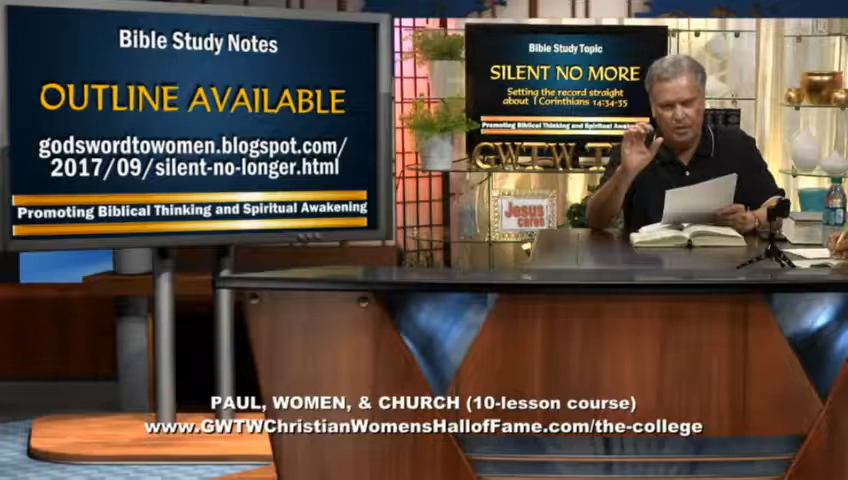 Bible Study Notes
OUTLINE AVAILABLE
godswordtowomen.blogspot.com/
2017/09/silent-no-longer.html
Promoting Biblical Thinking and Spiritual Awakening
Bible Study Topic
SILENT NO MORE
Setting the record straight
about 1 Corinthians 14:34-35
Promoting Biblical Thinking and Spiritual
GWTW
Jesus
cares
PAUL, WOMEN, & CHURCH (10-lesson course)
www.GWTWChristianWomensHallofFame.com/the-college